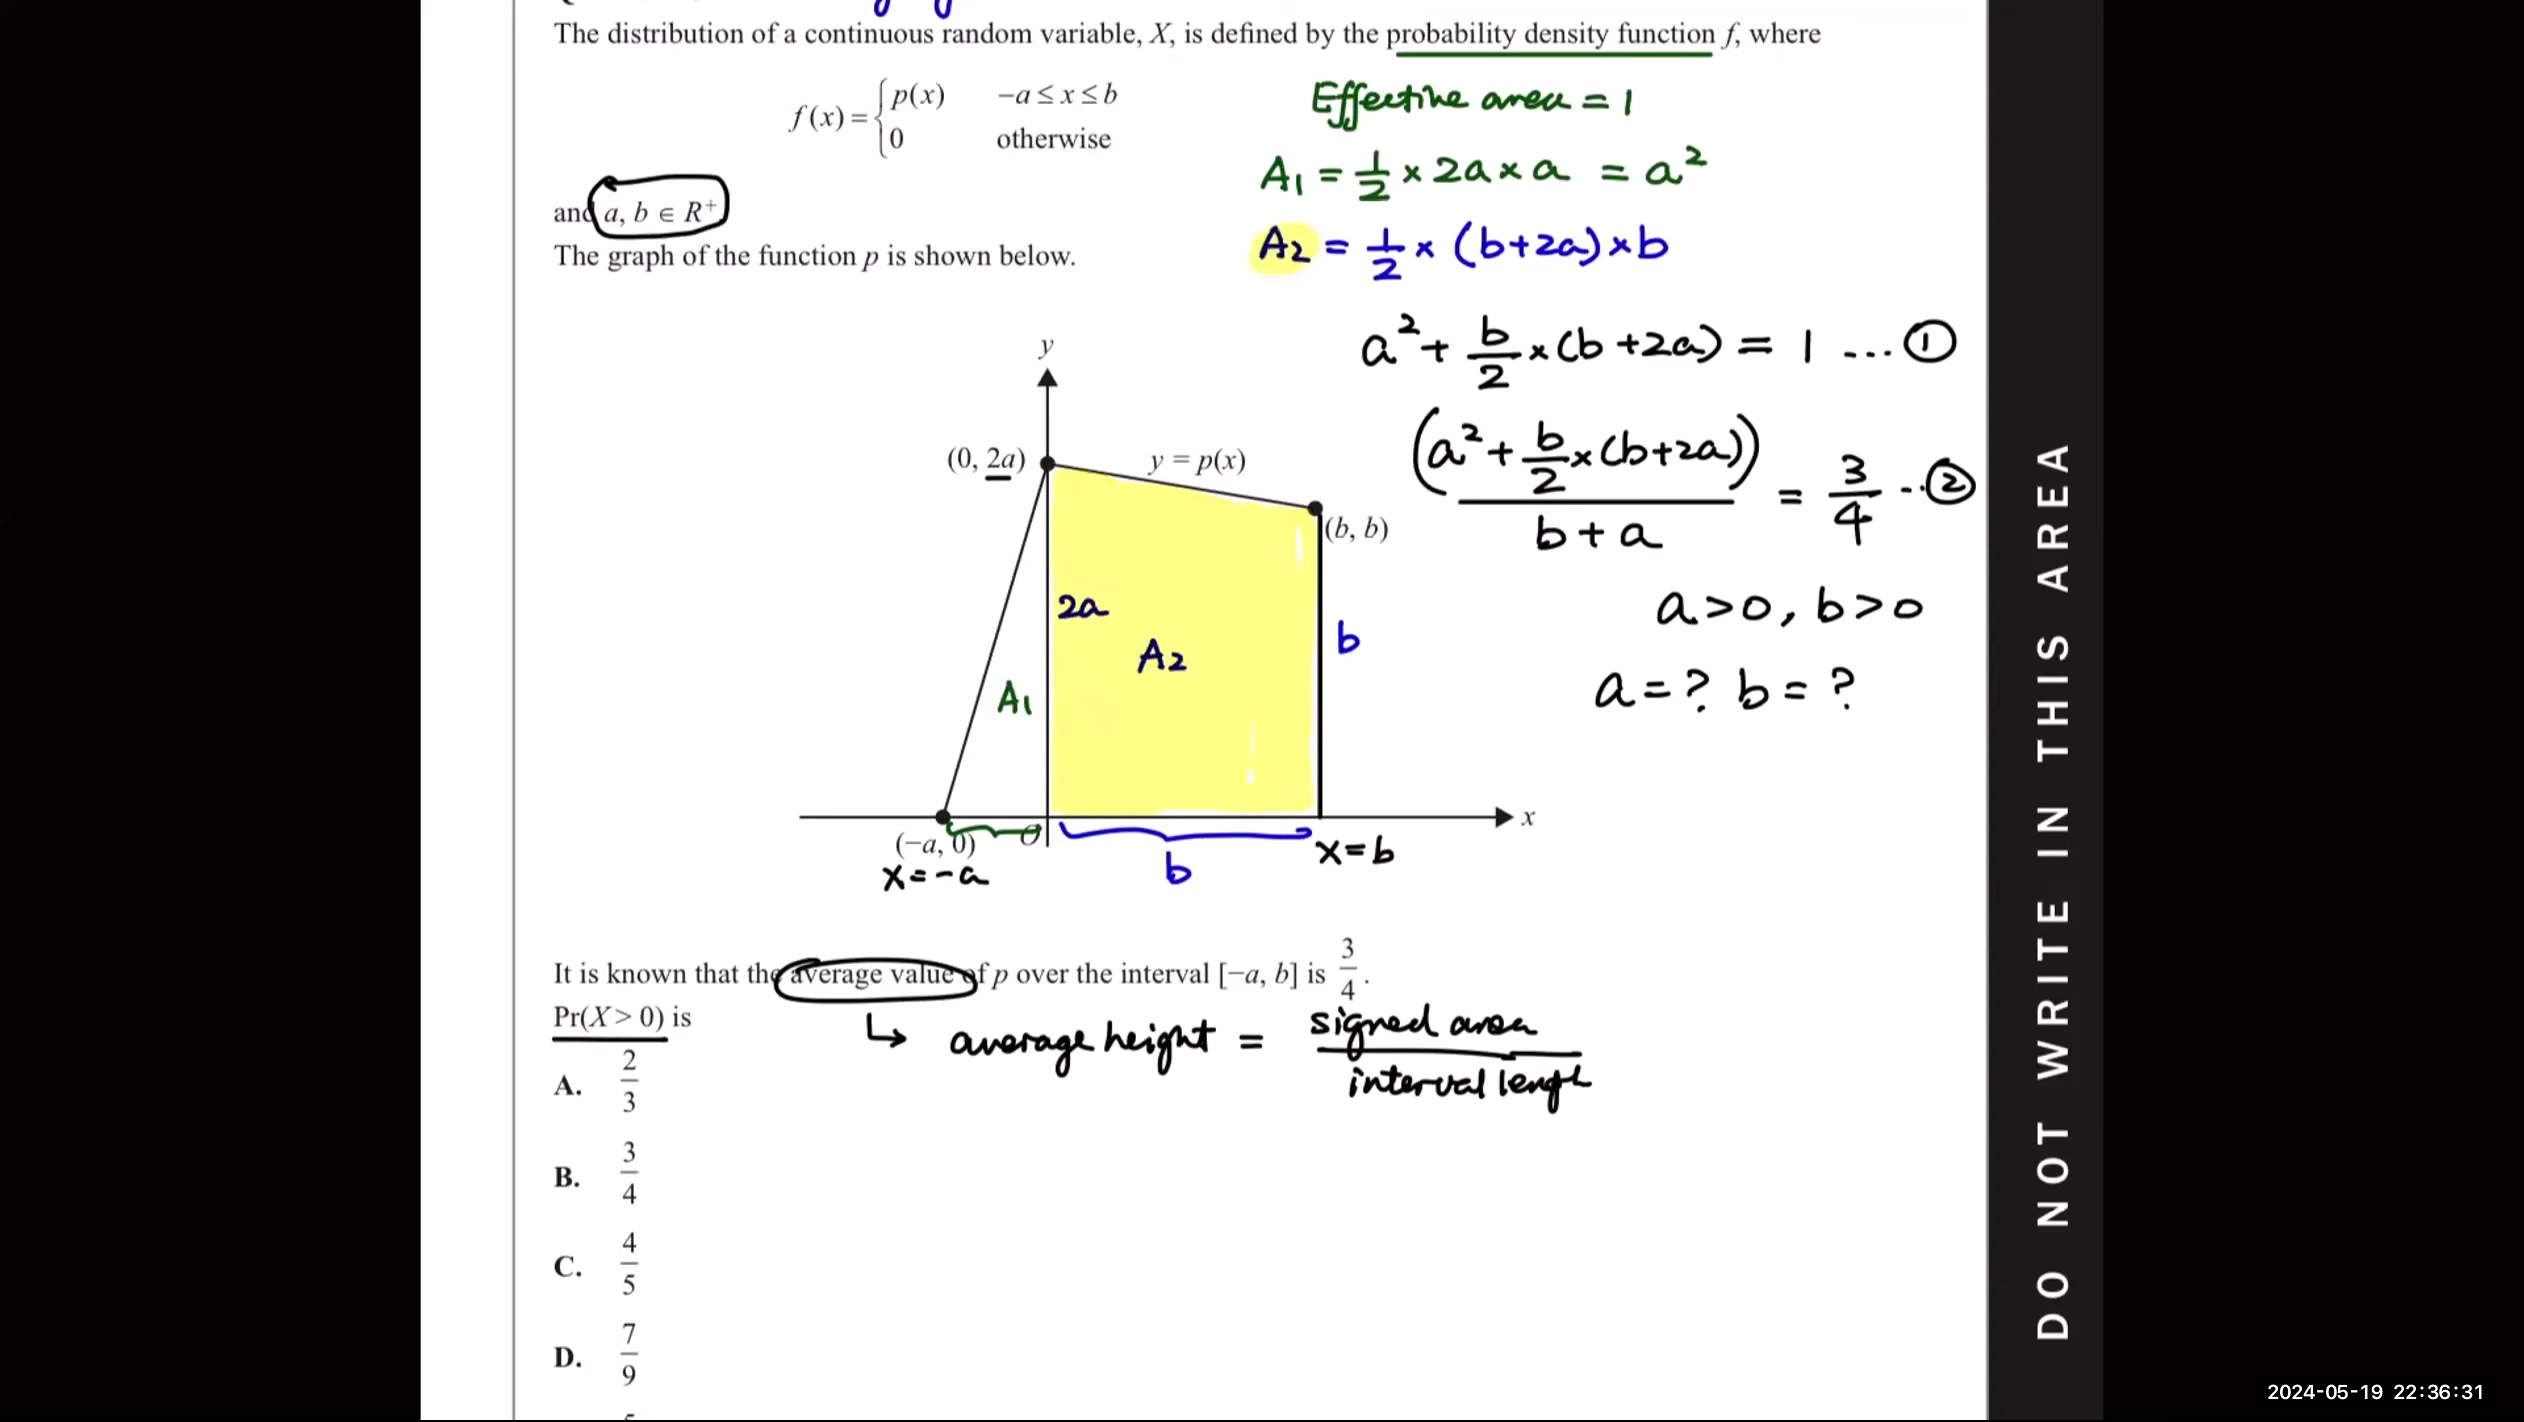 The distribution of a continuous random variable, X, is defined by the probability density function f, where
f(x) = { p(x)   −a ≤ x ≤ b
0   otherwise
Effective area = 1
A₁ = 1/2 × 2a × a = a²
and a, b ∈ R⁺
A₂ = 1/2 × (b+2a) × b
The graph of the function p is shown below.
a² + b/2 × (b+2a) = 1 ... ①
(a² + b/2 × (b+2a)) / b+a = 3/4 ..②
a>0, b>0
a=? b=?
y
(0, 2a)
y = p(x)
(b, b)
2a
b
A₂
A₁
x
(−a, 0)
O
x=-a
b
x=b
It is known that the average value of p over the interval [−a, b] is 3/4.
Pr(X > 0) is
↳ average height = signed area / interval length
A. 2/3
B. 3/4
C. 4/5
D. 7/9
DO NOT WRITE IN THIS AREA
2024-05-19 22:36:31